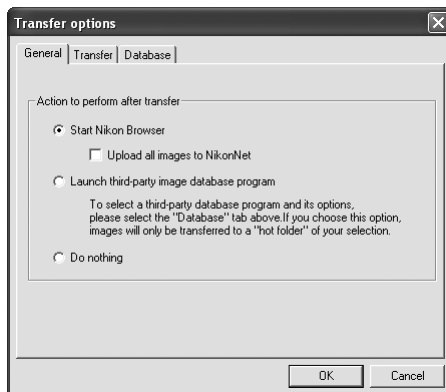 Transfer options
General Transfer Database
Action to perform after transfer
Start Nikon Browser
Upload all images to NikonNet
Launch third-party image database program
To select a third-party database program and its options,
please select the "Database" tab above.If you choose this option,
images will only be transferred to a "hot folder" of your selection.
Do nothing
OK Cancel